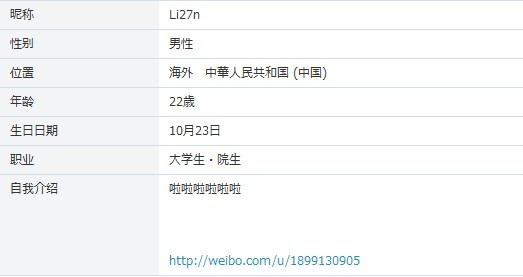 昵称 Li27n
性别 男性
位置 海外　中華人民共和国 (中国)
年龄 22歳
生日日期 10月23日
职业 大学生・院生
自我介绍 啦啦啦啦啦啦
http://weibo.com/u/1899130905